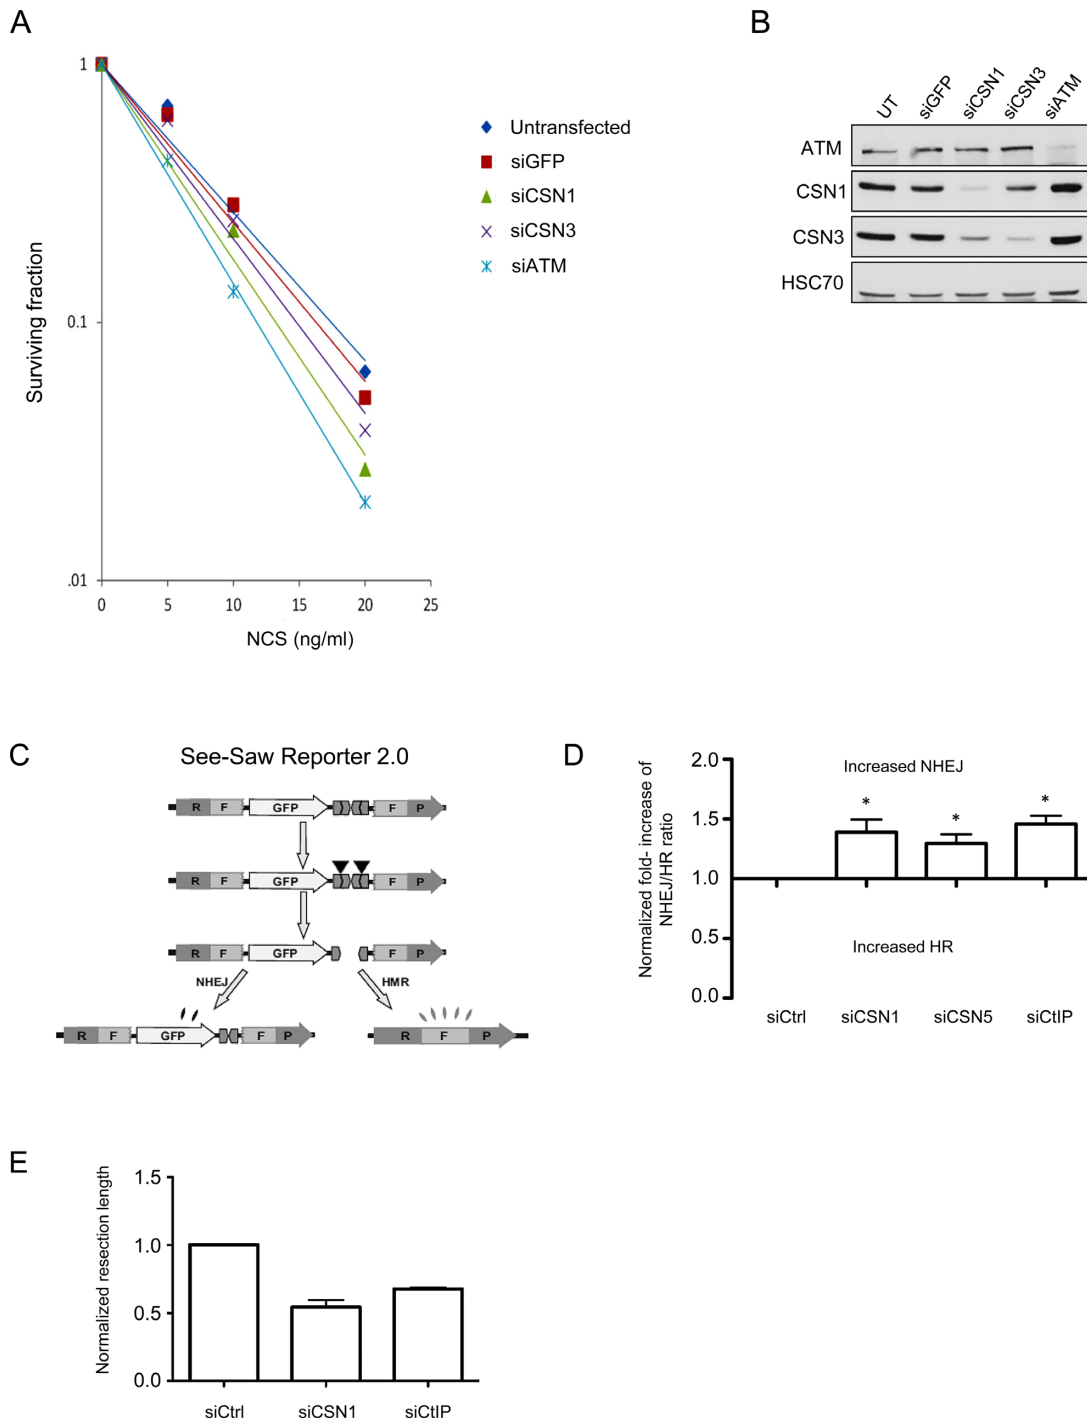 A
1
0.1
.01
0 5 10 15 20 25
NCS (ng/ml)
Surviving fraction
Untransfected
siGFP
siCSN1
siCSN3
siATM
B
UT siGFP siCSN1 siCSN3 siATM
ATM
CSN1
CSN3
HSC70
C
See-Saw Reporter 2.0
R F GFP F P
R F GFP F P
R F GFP F P
NHEJ HMR
R F GFP F P R F P
D
Normalized fold- increase of
NHEJ/HR ratio
2.0
1.5
1.0
0.5
0.0
Increased NHEJ
* * *
Increased HR
siCtrl siCSN1 siCSN5 siCtIP
E
Normalized resection length
1.5
1.0
0.5
0.0
siCtrl siCSN1 siCtIP